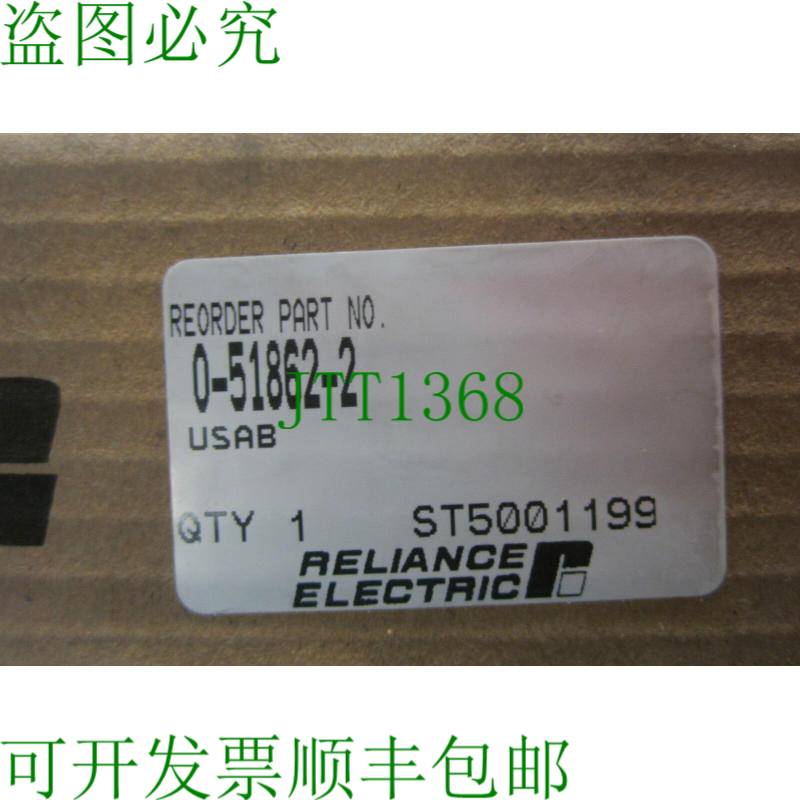 盗图必究
REORDER PART NO.
0-51862-2
JTT1368
USAB
QTY 1 ST5001199
RELIANCE
ELECTRIC
可开发票顺丰包邮